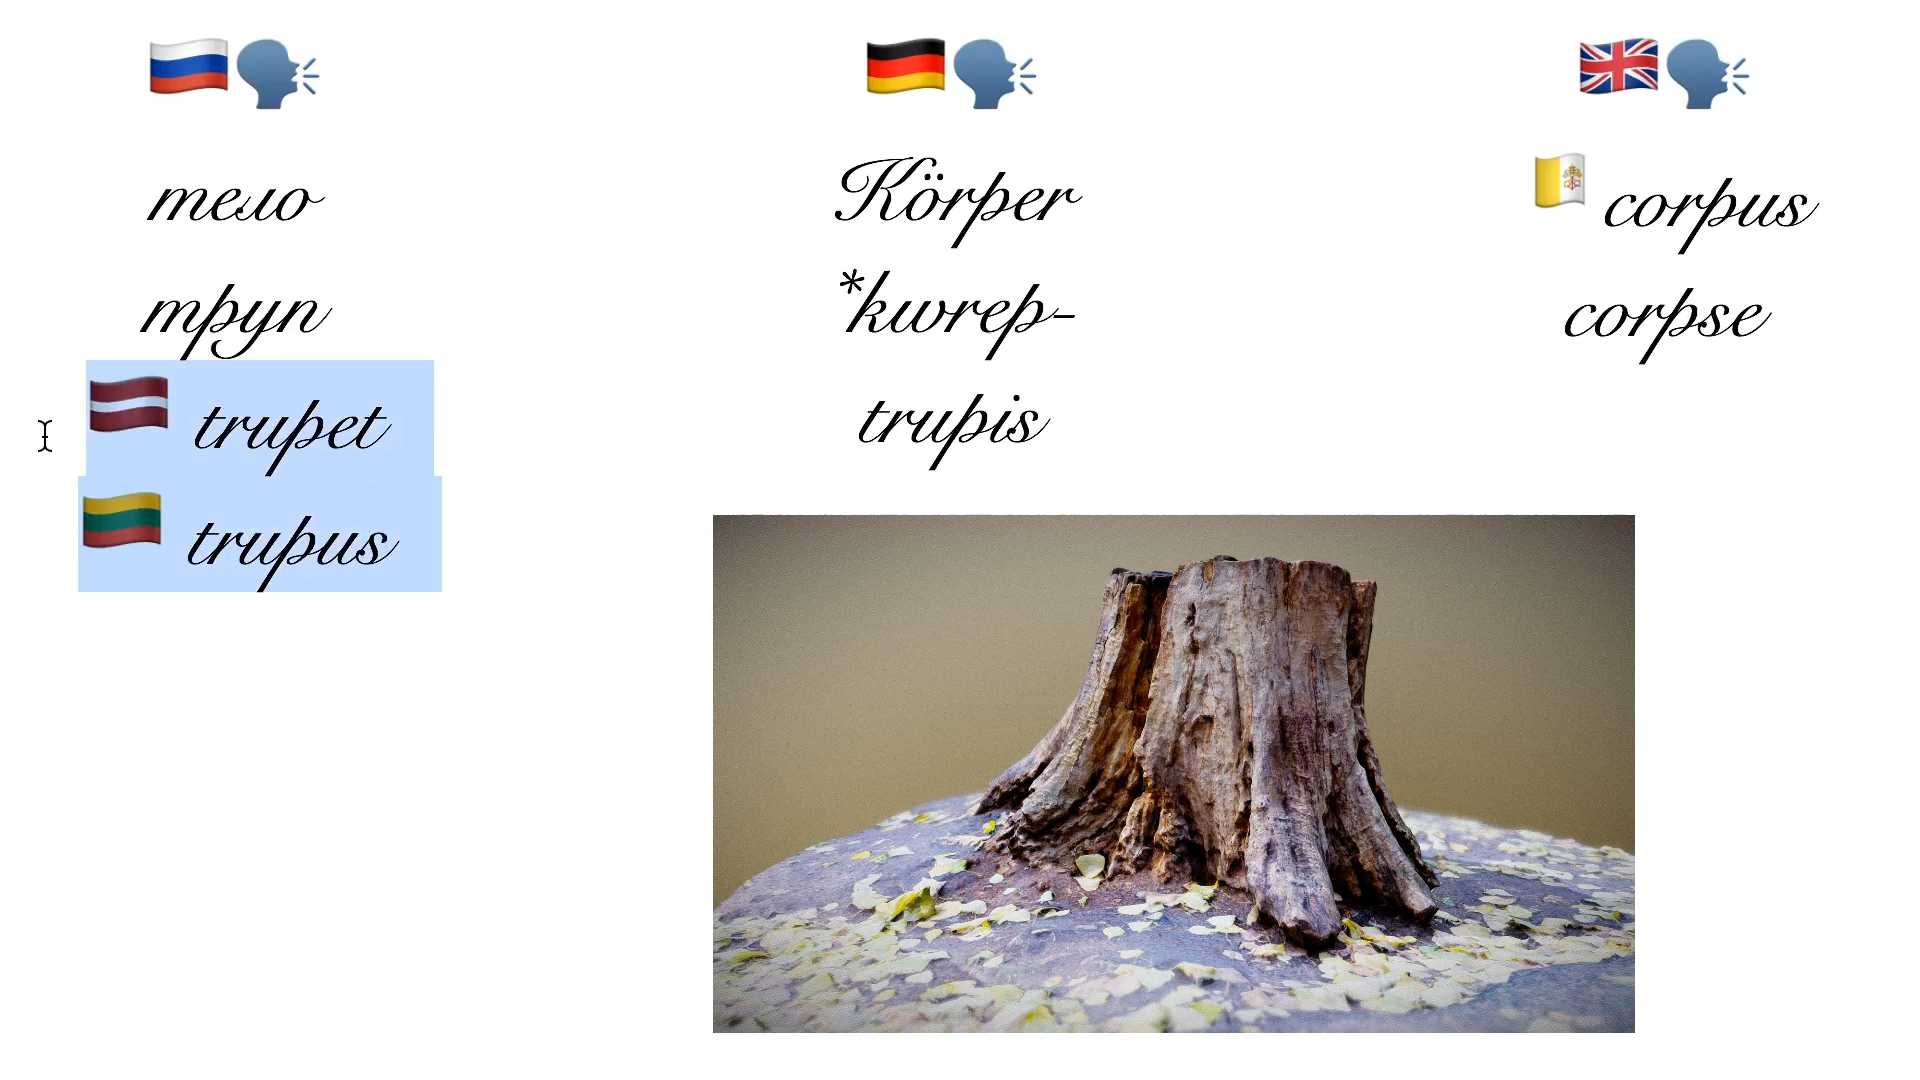 тело
труп
trupet
trupus
Körper
*kwrep-
trupis
corpus
corpse